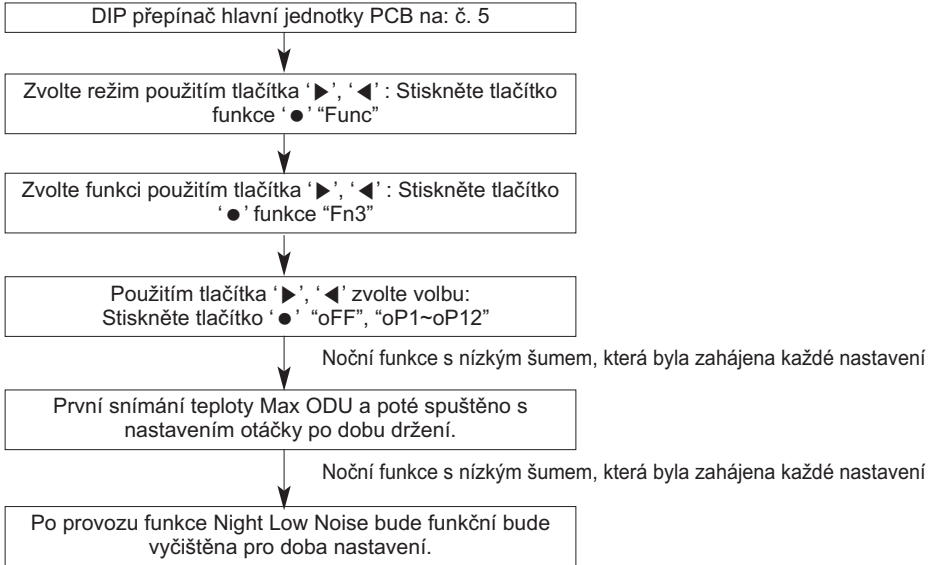 DIP přepínač hlavní jednotky PCB na: č. 5
Zvolte režim použitím tlačítka ‘▶’, ‘◀’ : Stiskněte tlačítko
funkce ‘●’ “Func”
Zvolte funkci použitím tlačítka ‘▶’, ‘◀’ : Stiskněte tlačítko
‘●’ funkce “Fn3”
Použitím tlačítka ‘▶’, ‘◀’ zvolte volbu:
Stiskněte tlačítko ‘●’ “oFF”, “oP1~oP12”
Noční funkce s nízkým šumem, která byla zahájena každé nastavení
První snímání teploty Max ODU a poté spuštěno s
nastavením otáčky po dobu držení.
Noční funkce s nízkým šumem, která byla zahájena každé nastavení
Po provozu funkce Night Low Noise bude funkční bude
vyčištěna pro doba nastavení.